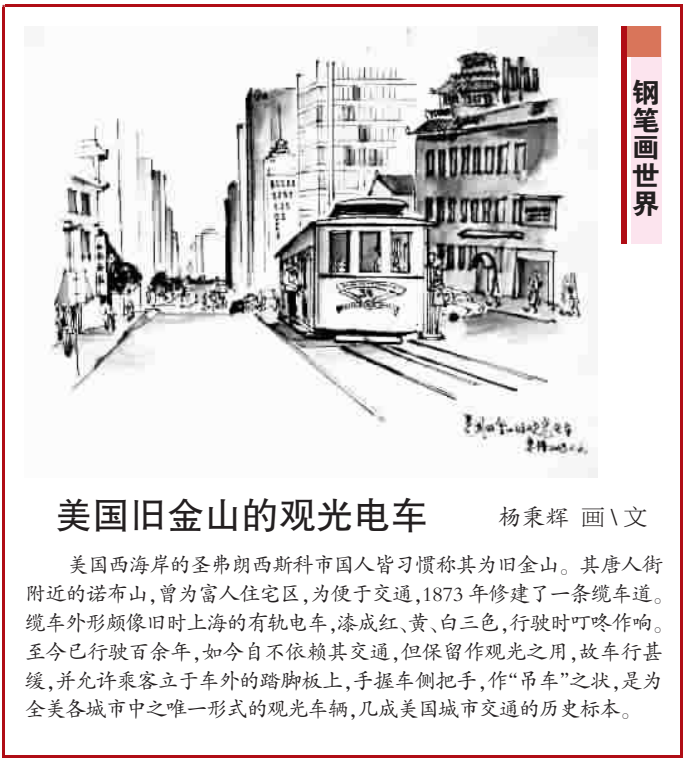 钢笔画世界
美国旧金山的观光电车
杨秉辉 画\文
美国西海岸的圣弗朗西斯科市国人皆习惯称其为旧金山。其唐人街
附近的诺布山,曾为富人住宅区,为便于交通,1873年修建了一条缆车道。
缆车外形颇像旧时上海的有轨电车,漆成红、黄、白三色,行驶时叮咚作响。
至今已行驶百余年,如今自不依赖其交通,但保留作观光之用,故车行甚
缓,并允许乘客立于车外的踏脚板上,手握车侧把手,作“吊车”之状,是为
全美各城市中之唯一形式的观光车辆,几成美国城市交通的历史标本。